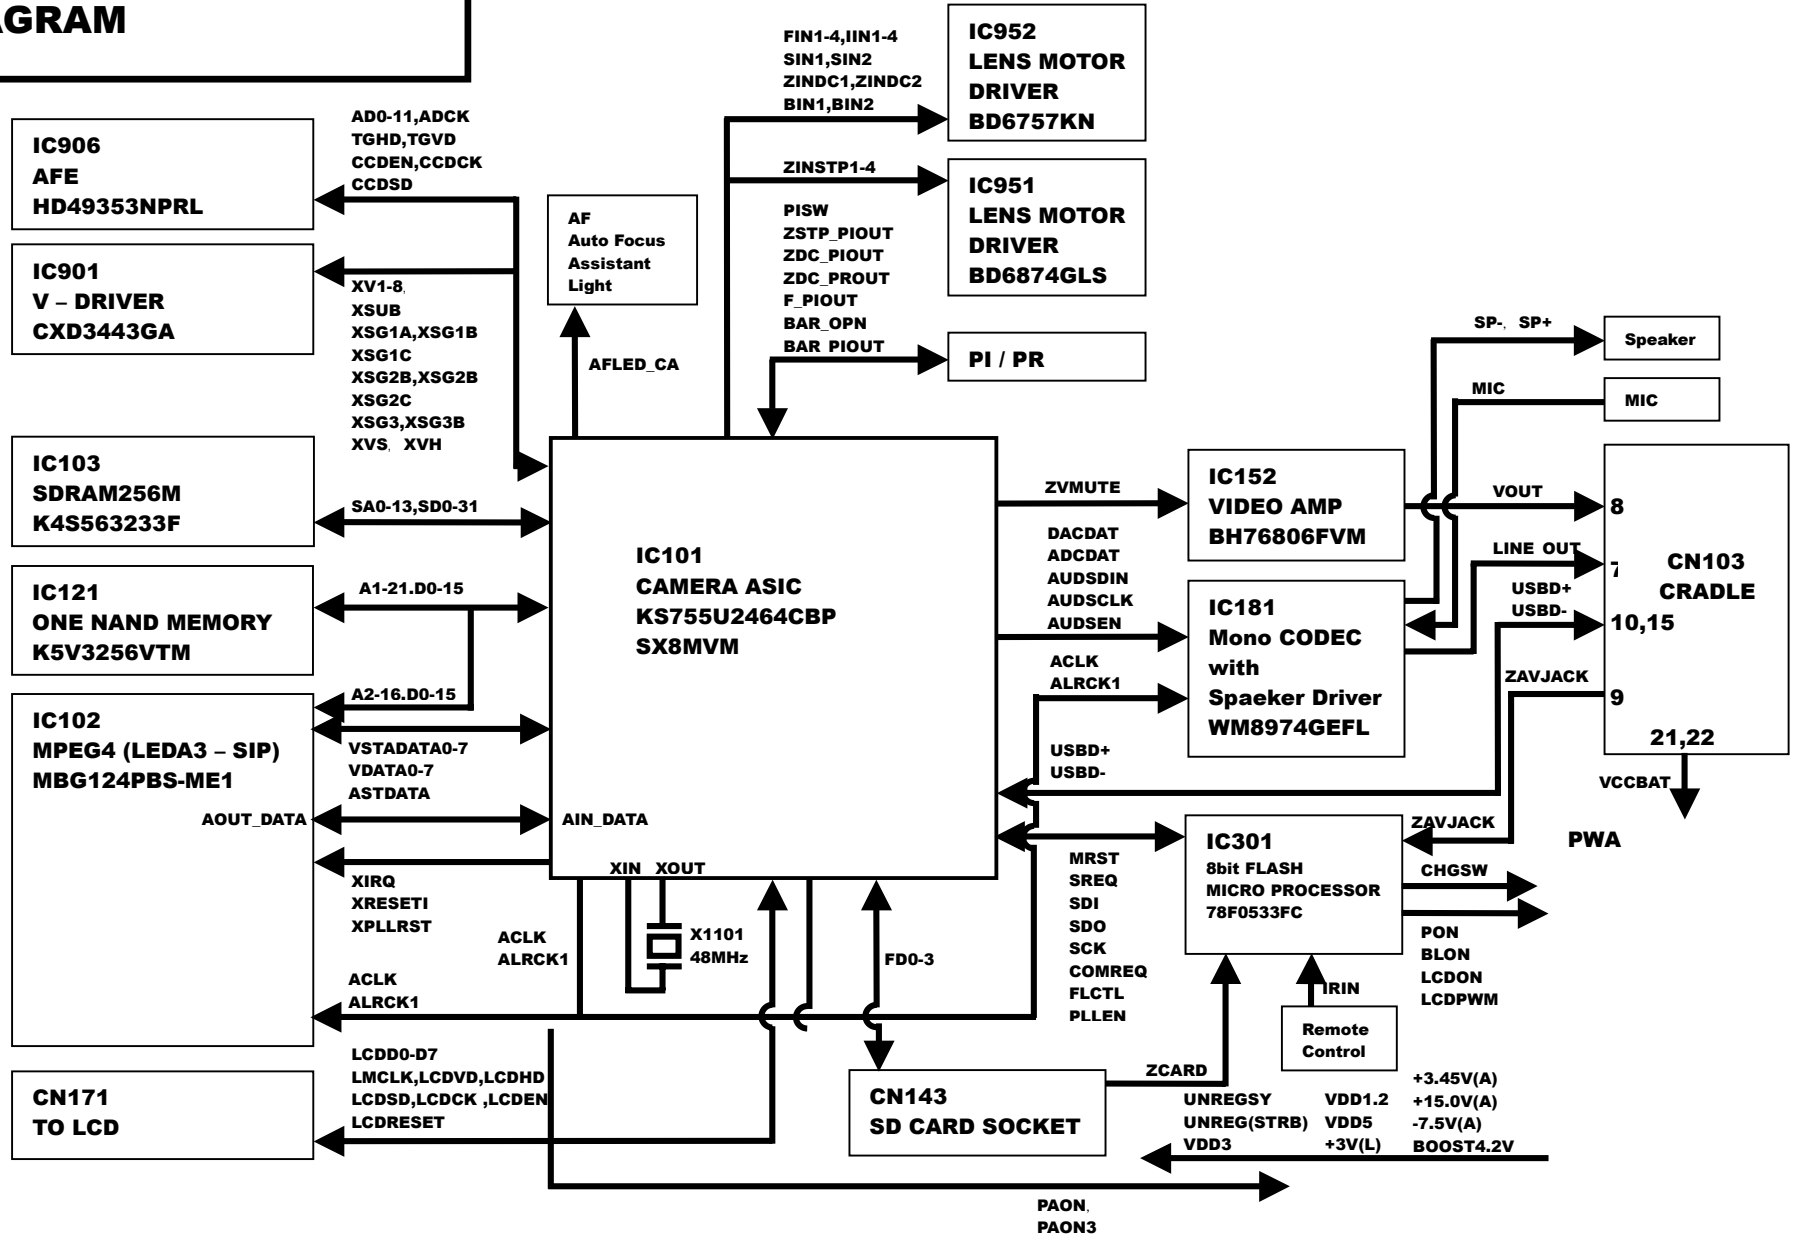 AGRAM
IC906
AFE
HD49353NPRL
AD0-11,ADCK
TGHD,TGVD
CCDEN,CCDCK
CCDSD
IC901
V – DRIVER
CXD3443GA
XV1-8,
XSUB
XSG1A,XSG1B
XSG1C
XSG2B,XSG2B
XSG2C
XSG3,XSG3B
XVS, XVH
AF
Auto Focus
Assistant
Light
AFLED_CA
FIN1-4,IIN1-4
SIN1,SIN2
ZINDC1,ZINDC2
BIN1,BIN2
IC952
LENS MOTOR
DRIVER
BD6757KN
ZINSTP1-4
IC951
LENS MOTOR
DRIVER
BD6874GLS
PISW
ZSTP_PIOUT
ZDC_PIOUT
ZDC_PROUT
F_PIOUT
BAR_OPN
BAR PIOUT
PI / PR
IC103
SDRAM256M
K4S563233F
SA0-13,SD0-31
IC121
ONE NAND MEMORY
K5V3256VTM
A1-21.D0-15
A2-16.D0-15
IC102
MPEG4 (LEDA3 – SIP)
MBG124PBS-ME1
VSTADATA0-7
VDATA0-7
ASTDATA
AOUT_DATA
AIN_DATA
XIRQ
XRESETI
XPLLRST
ACLK
ALRCK1
IC101
CAMERA ASIC
KS755U2464CBP
SX8MVM
XIN XOUT
X1101
48MHz
ACLK
ALRCK1
FD0-3
CN171
TO LCD
LCDD0-D7
LMCLK,LCDVD,LCDHD
LCDSD,LCDCK ,LCDEN
LCDRESET
CN143
SD CARD SOCKET
ZCARD
ZVMUTE
IC152
VIDEO AMP
BH76806FVM
DACDAT
ADCDAT
AUDSDIN
AUDSCLK
AUDSEN
ACLK
ALRCK1
IC181
Mono CODEC
with
Spaeker Driver
WM8974GEFL
USBD+
USBD-
SP-, SP+
Speaker
MIC
MIC
VOUT
LINE OUT
USBD+
USBD-
ZAVJACK
8
7
10,15
9
21,22
CN103
CRADLE
VCCBAT
PWA
ZAVJACK
IC301
8bit FLASH
MICRO PROCESSOR
78F0533FC
MRST
SREQ
SDI
SDO
SCK
COMREQ
FLCTL
PLLEN
CHGSW
PON
BLON
LCDON
LCDPWM
IRIN
Remote
Control
UNREGSY VDD1.2 +3.45V(A)
UNREG(STRB) VDD5 +15.0V(A)
VDD3 +3V(L) -7.5V(A)
BOOST4.2V
PAON,
PAON3